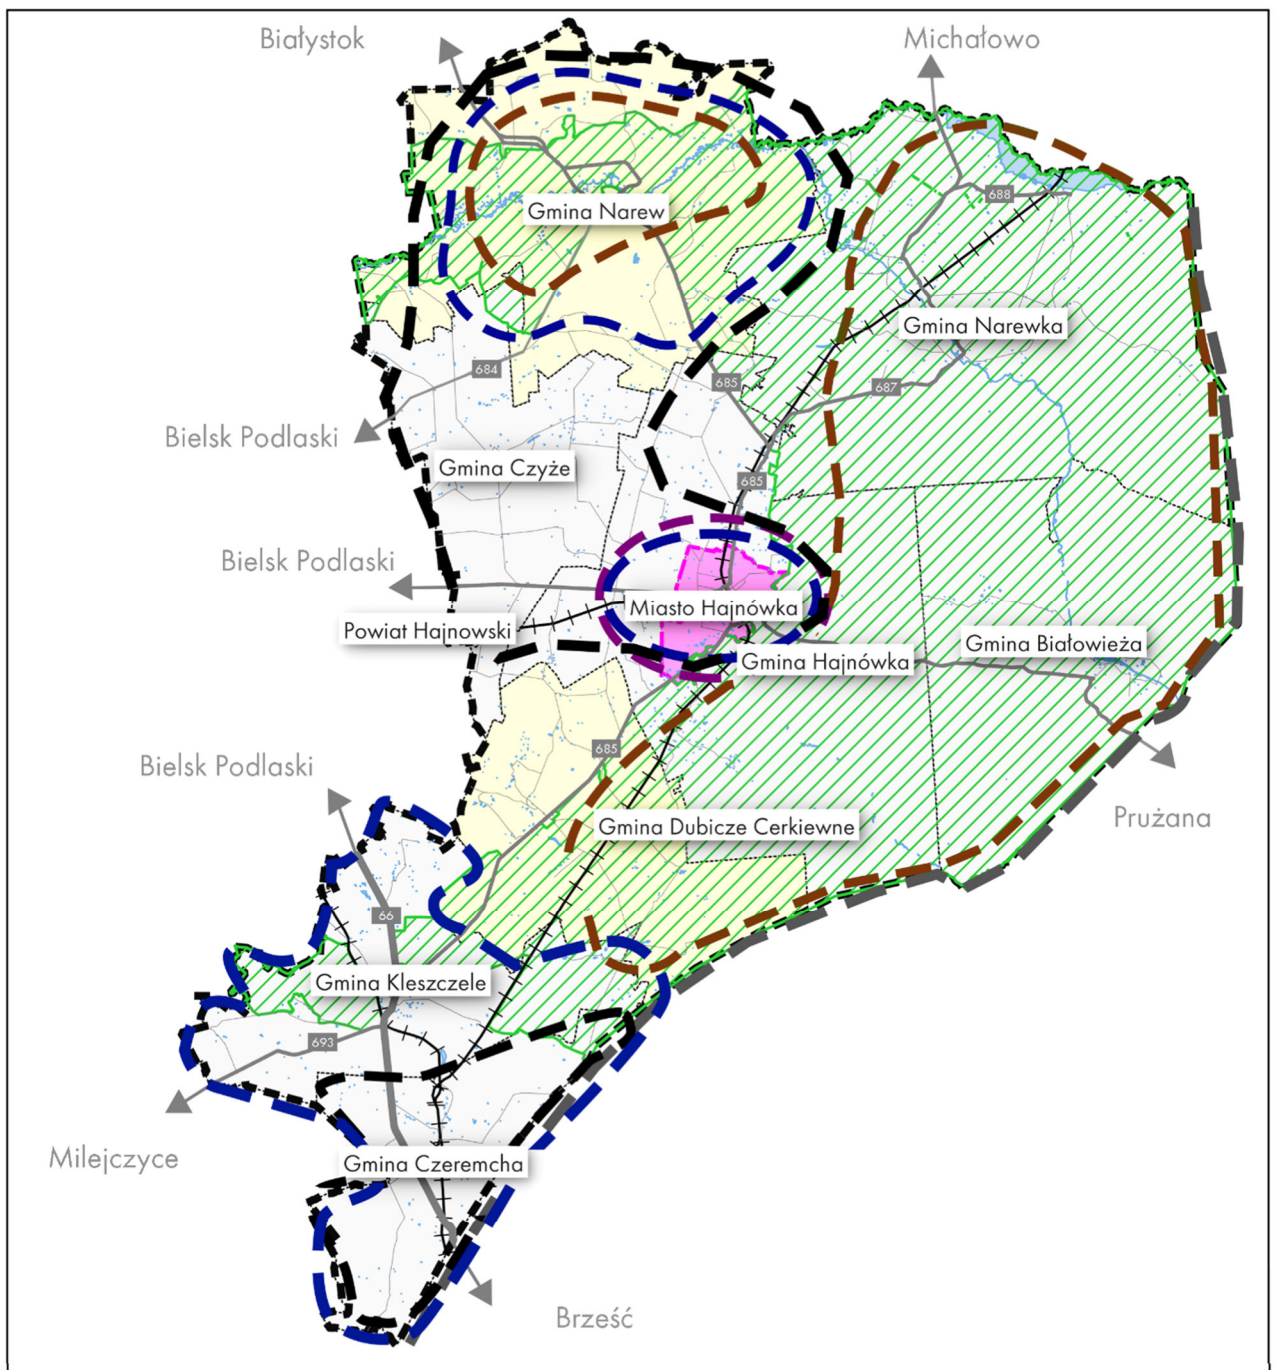 Białystok
Michałowo
688
Gmina Narew
Gmina Narewka
684
685
687
Bielsk Podlaski
Gmina Czyże
685
Bielsk Podlaski
Miasto Hajnówka
Powiat Hajnowski
Gmina Białowieża
Gmina Hajnówka
685
Bielsk Podlaski
Prużana
Gmina Dubicze Cerkiewne
66
Gmina Kleszczele
693
Milejczyce
Gmina Czeremcha
Brześć